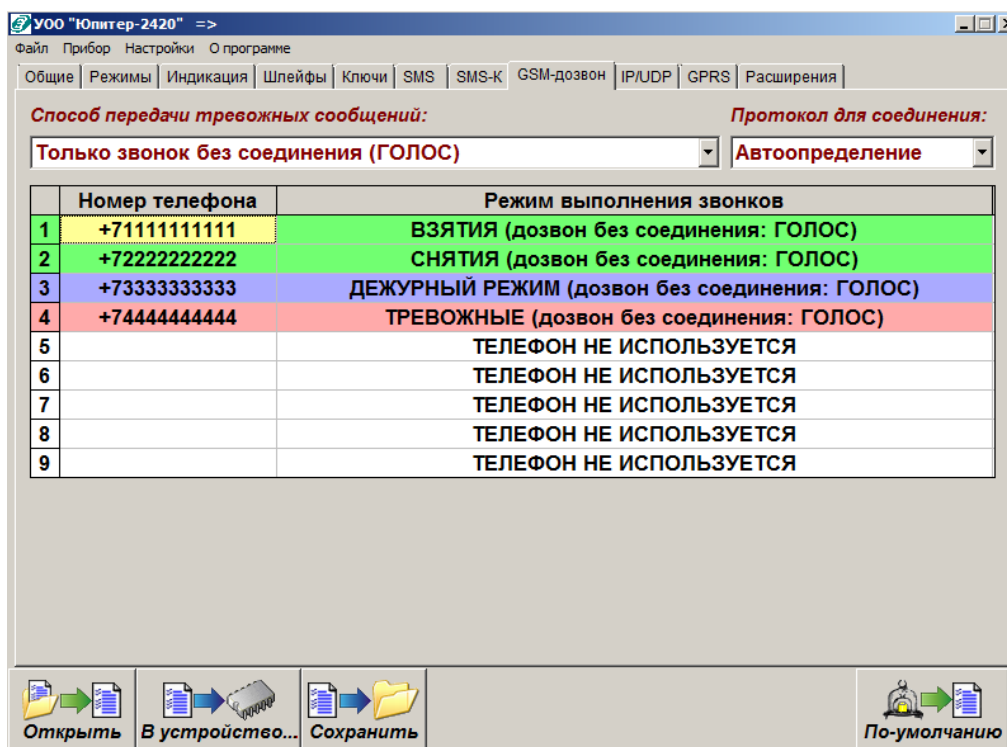 УОО "Юпитер-2420" =>
Файл Прибор Настройки О программе
Общие Режимы Индикация Шлейфы Ключи SMS SMS-K GSM-дозвон IP/UDP GPRS Расширения
Способ передачи тревожных сообщений: Протокол для соединения:
Только звонок без соединения (ГОЛОС) Автоопределение
Номер телефона Режим выполнения звонков
1 +71111111111 ВЗЯТИЯ (дозвон без соединения: ГОЛОС)
2 +72222222222 СНЯТИЯ (дозвон без соединения: ГОЛОС)
3 +73333333333 ДЕЖУРНЫЙ РЕЖИМ (дозвон без соединения: ГОЛОС)
4 +74444444444 ТРЕВОЖНЫЕ (дозвон без соединения: ГОЛОС)
5 ТЕЛЕФОН НЕ ИСПОЛЬЗУЕТСЯ
6 ТЕЛЕФОН НЕ ИСПОЛЬЗУЕТСЯ
7 ТЕЛЕФОН НЕ ИСПОЛЬЗУЕТСЯ
8 ТЕЛЕФОН НЕ ИСПОЛЬЗУЕТСЯ
9 ТЕЛЕФОН НЕ ИСПОЛЬЗУЕТСЯ
Открыть В устройство... Сохранить По-умолчанию